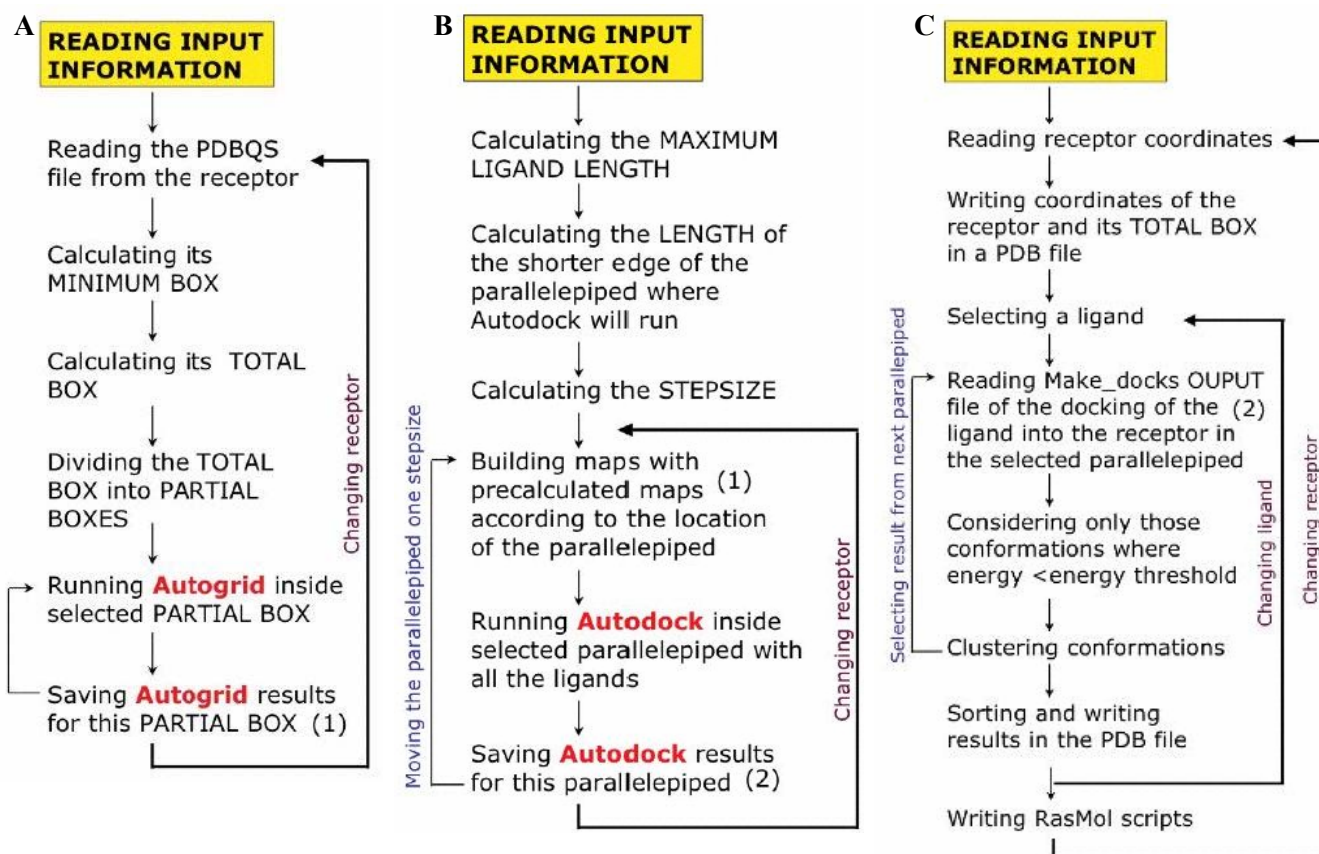 A
READING INPUT
INFORMATION
Reading the PDBQS
file from the receptor
Calculating its
MINIMUM BOX
Calculating its TOTAL
BOX
Dividing the TOTAL
BOX into PARTIAL
BOXES
Running Autogrid inside
selected PARTIAL BOX
Saving Autogrid results
for this PARTIAL BOX (1)
Changing receptor
B
READING INPUT
INFORMATION
Calculating the MAXIMUM
LIGAND LENGTH
Calculating the LENGTH of
the shorter edge of the
parallelepiped where
Autodock will run
Calculating the STEPSIZE
Building maps with
precalculated maps (1)
according to the location
of the parallelepiped
Running Autodock inside
selected parallelepiped with
all the ligands
Saving Autodock results
for this parallelepiped (2)
Moving the parallelepiped one stepsize
Changing receptor
C
READING INPUT
INFORMATION
Reading receptor coordinates
Writing coordinates of the
receptor and its TOTAL BOX
in a PDB file
Selecting a ligand
Reading Make_docks OUPUT
file of the docking of the (2)
ligand into the receptor in
the selected parallelepiped
Considering only those
conformations where
energy <energy threshold
Clustering conformations
Sorting and writing
results in the PDB file
Writing RasMol scripts
Selecting result from next parallepiped
Changing ligand
Changing receptor